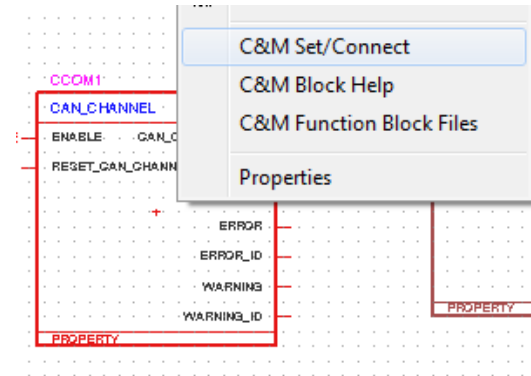 C&M Set/Connect
C&M Block Help
C&M Function Block Files
Properties
CCOM1
CAN_CHANNEL
ENABLE
RESET_CAN_CHANN
ERROR
ERROR_ID
WARNING
WARNING_ID
PROPERTY
PROPERTY